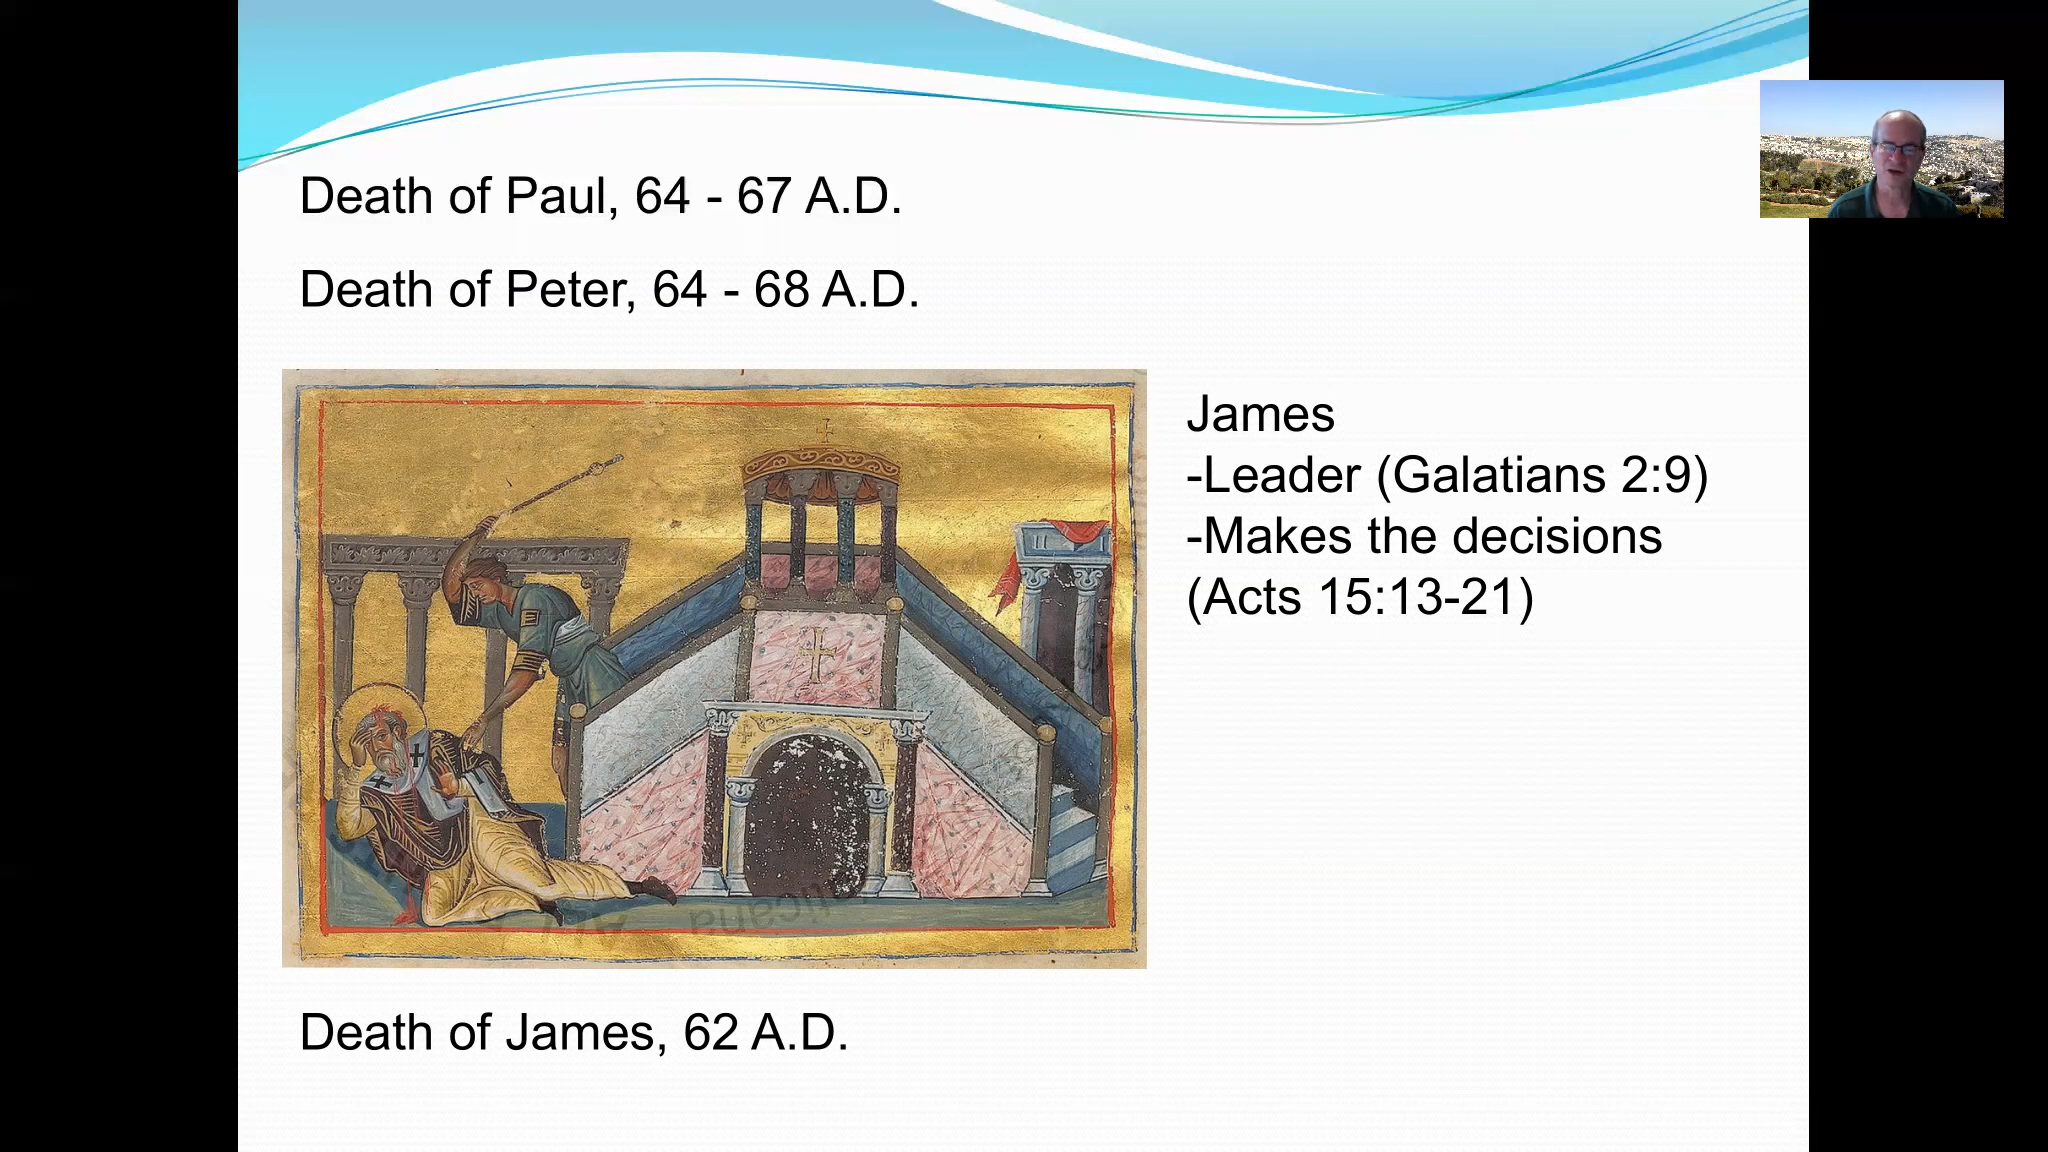 Death of Paul, 64 - 67 A.D.
Death of Peter, 64 - 68 A.D.
James
-Leader (Galatians 2:9)
-Makes the decisions
(Acts 15:13-21)
Death of James, 62 A.D.